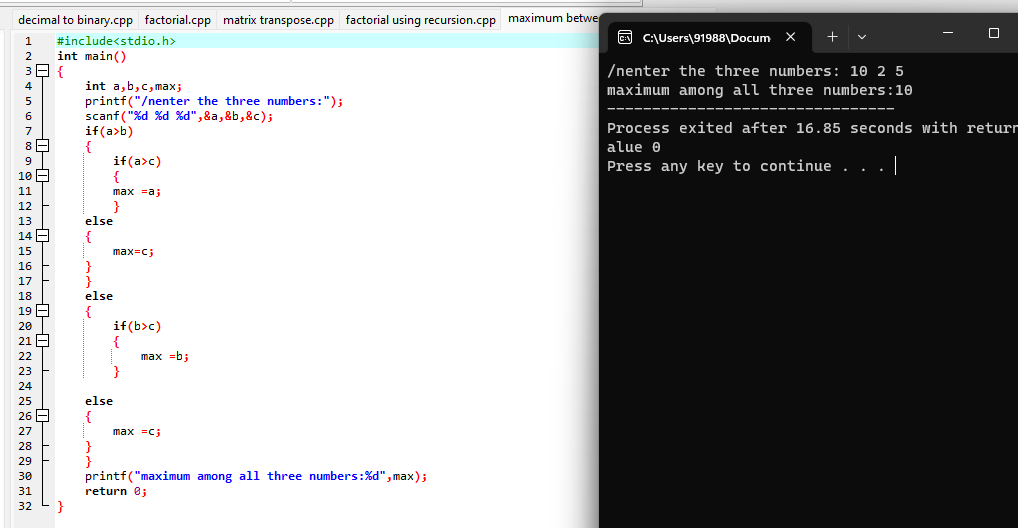 decimal to binary.cpp factorial.cpp matrix transpose.cpp factorial using recursion.cpp maximum betwe
1 #include<stdio.h>
2 int main()
3 {
4 int a,b,c,max;
5 printf("/nenter the three numbers:");
6 scanf("%d %d %d",&a,&b,&c);
7 if(a>b)
8 {
9 if(a>c)
10 {
11 max =a;
12 }
13 else
14 {
15 max=c;
16 }
17 }
18 else
19 {
20 if(b>c)
21 {
22 max =b;
23 }
24
25 else
26 {
27 max =c;
28 }
29 }
30 printf("maximum among all three numbers:%d",max);
31 return 0;
32 }
C:\Users\91988\Docum
/nenter the three numbers: 10 2 5
maximum among all three numbers:10
--------------------------------
Process exited after 16.85 seconds with return
alue 0
Press any key to continue . . .